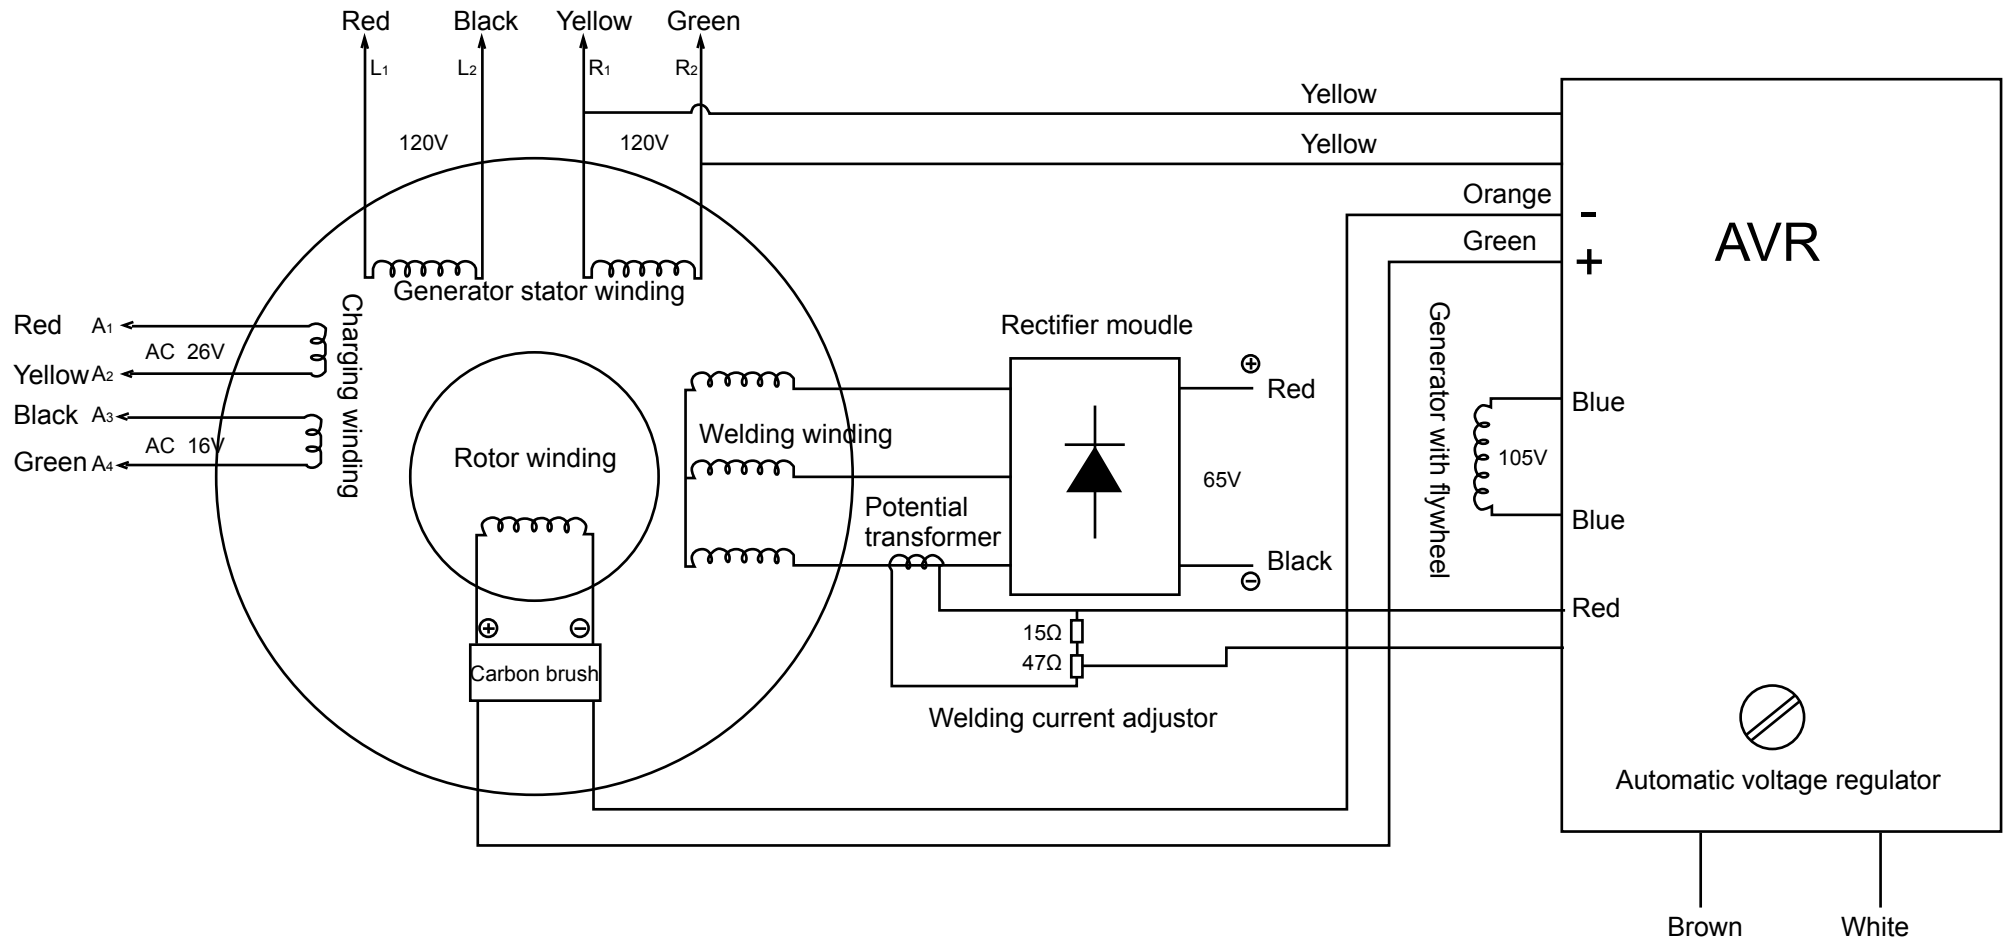 Red Black Yellow Green
L1 L2 R1 R2
120V 120V
Yellow
Yellow
Orange
-
Green
+
AVR
Generator stator winding
Charging winding
Red A1
AC 26V
Yellow A2
Black A3
AC 16V
Green A4
Rotor winding
Welding winding
Rectifier moudle
+
Red
65V
Black
-
Potential
transformer
Generator with flywheel
Blue
105V
Blue
Red
+ -
Carbon brush
15Ω
47Ω
Welding current adjustor
Automatic voltage regulator
Brown White